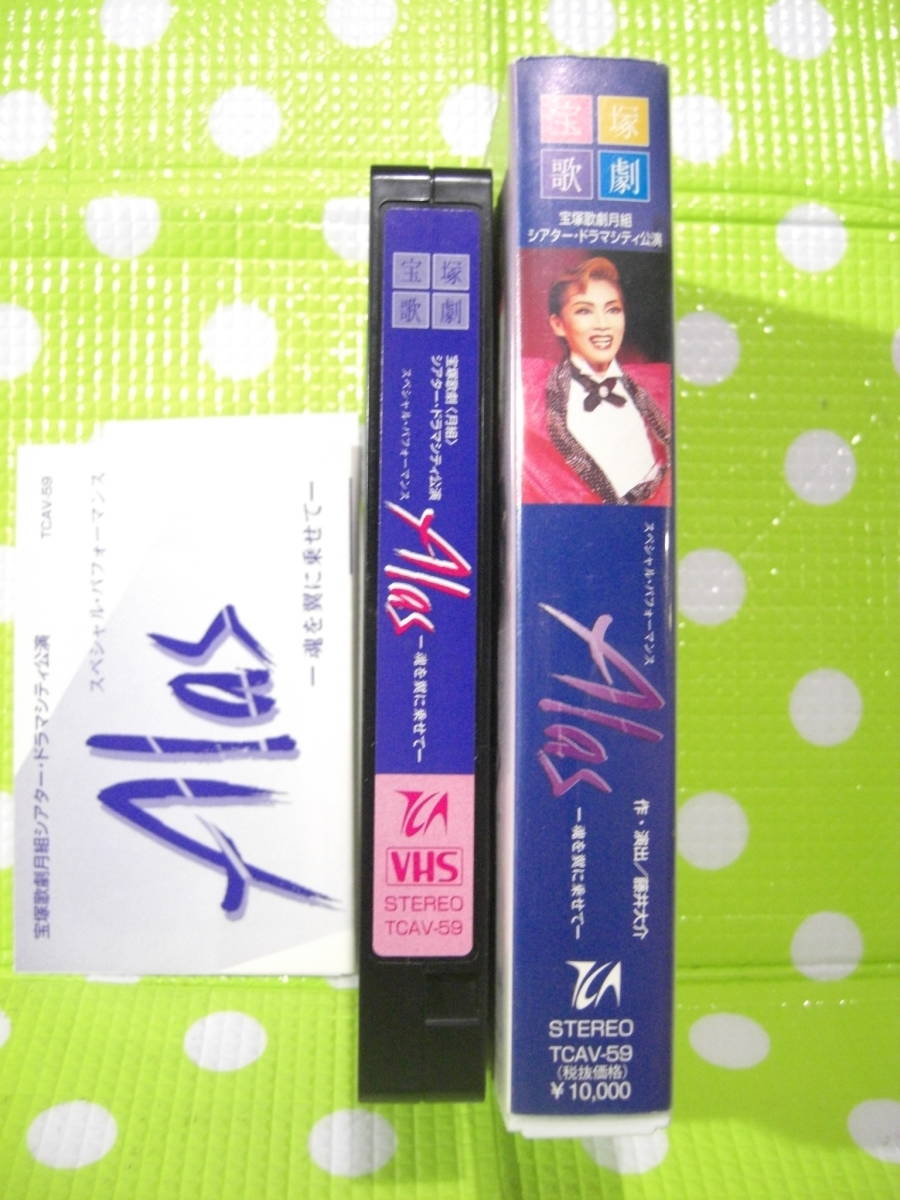 宝塚歌劇月組シアター・ドラマシティ公演
TCAV-59
スペシャル・パフォーマンス
Alas
ー魂を翼に乗せてー
宝塚
歌劇
宝塚歌劇〈月組〉
シアター・ドラマシティ公演
スペシャル・パフォーマンス
Alas
ー魂を翼に乗せてー
VHS
STEREO
TCAV-59
宝塚
歌劇
宝塚歌劇月組
シアター・ドラマシティ公演
スペシャル・パフォーマンス
Alas
ー魂を翼に乗せてー
作・演出/藤井大介
STEREO
TCAV-59
(税抜価格)
¥10,000